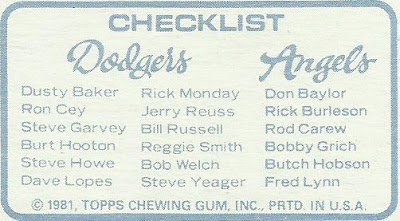 CHECKLIST
Dodgers Angels
Dusty Baker Rick Monday Don Baylor
Ron Cey Jerry Reuss Rick Burleson
Steve Garvey Bill Russell Rod Carew
Burt Hooton Reggie Smith Bobby Grich
Steve Howe Bob Welch Butch Hobson
Dave Lopes Steve Yeager Fred Lynn
© 1981, TOPPS CHEWING GUM, INC., PRTD. IN U.S.A.